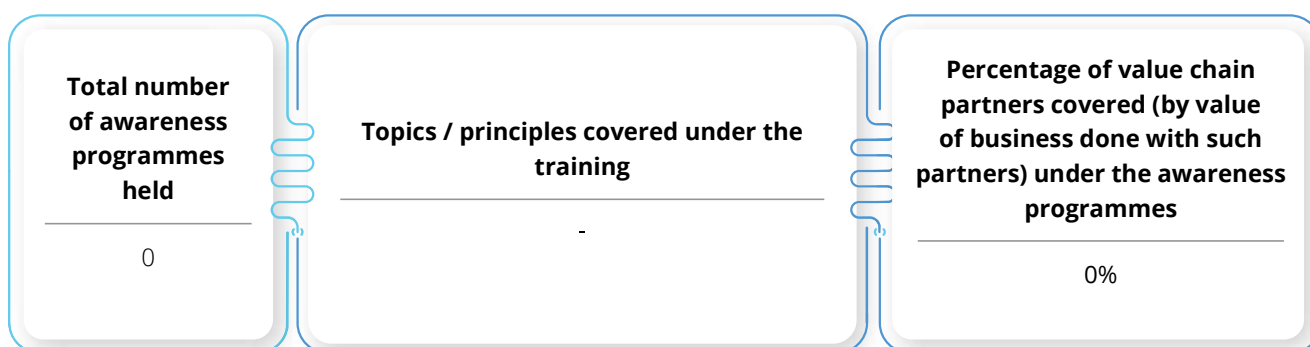 Total number
of awareness
programmes
held
0
Topics / principles covered under the
training
-
Percentage of value chain
partners covered (by value
of business done with such
partners) under the awareness
programmes
0%